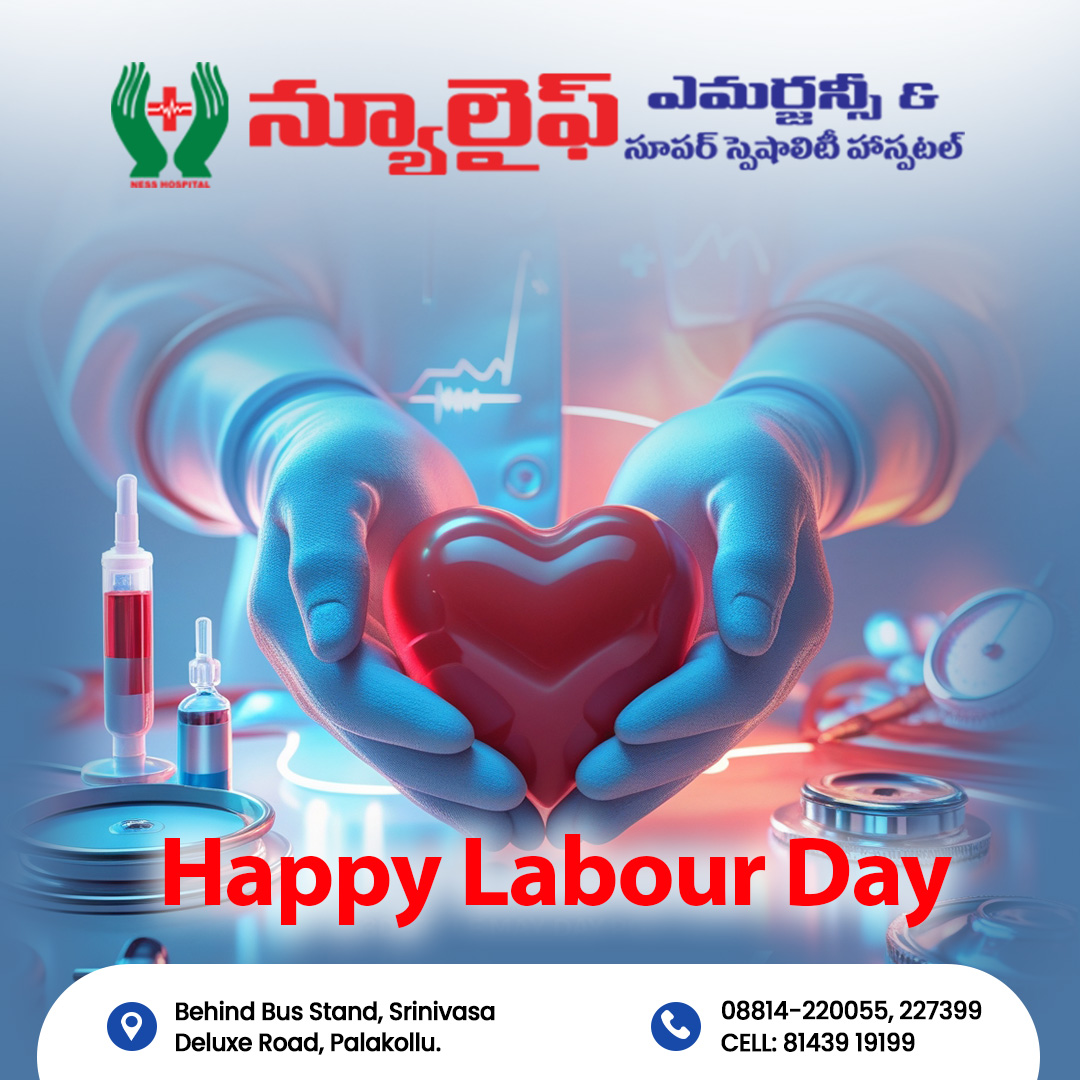 న్యూలైఫ్
ఎమర్జన్సీ &
సూపర్ స్పెషాలిటీ హాస్పటల్
NESS HOSPITAL
Happy Labour Day
Behind Bus Stand, Srinivasa
Deluxe Road, Palakollu.
08814-220055, 227399
CELL: 81439 19199